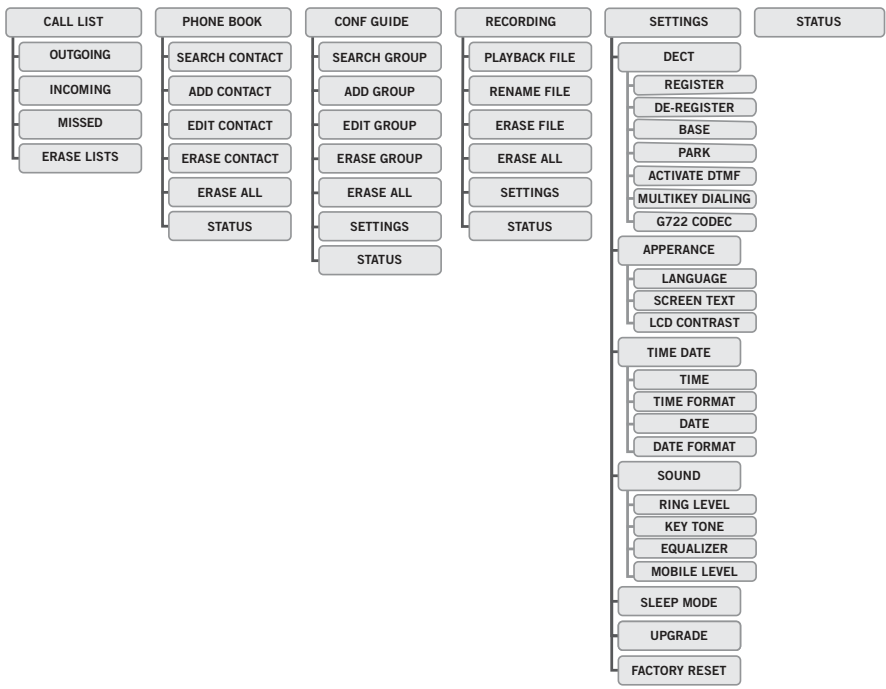 CALL LIST
OUTGOING
INCOMING
MISSED
ERASE LISTS
PHONE BOOK
SEARCH CONTACT
ADD CONTACT
EDIT CONTACT
ERASE CONTACT
ERASE ALL
STATUS
CONF GUIDE
SEARCH GROUP
ADD GROUP
EDIT GROUP
ERASE GROUP
ERASE ALL
SETTINGS
STATUS
RECORDING
PLAYBACK FILE
RENAME FILE
ERASE FILE
ERASE ALL
SETTINGS
STATUS
SETTINGS
DECT
REGISTER
DE-REGISTER
BASE
PARK
ACTIVATE DTMF
MULTIKEY DIALING
G722 CODEC
APPERANCE
LANGUAGE
SCREEN TEXT
LCD CONTRAST
TIME DATE
TIME
TIME FORMAT
DATE
DATE FORMAT
SOUND
RING LEVEL
KEY TONE
EQUALIZER
MOBILE LEVEL
SLEEP MODE
UPGRADE
FACTORY RESET
STATUS